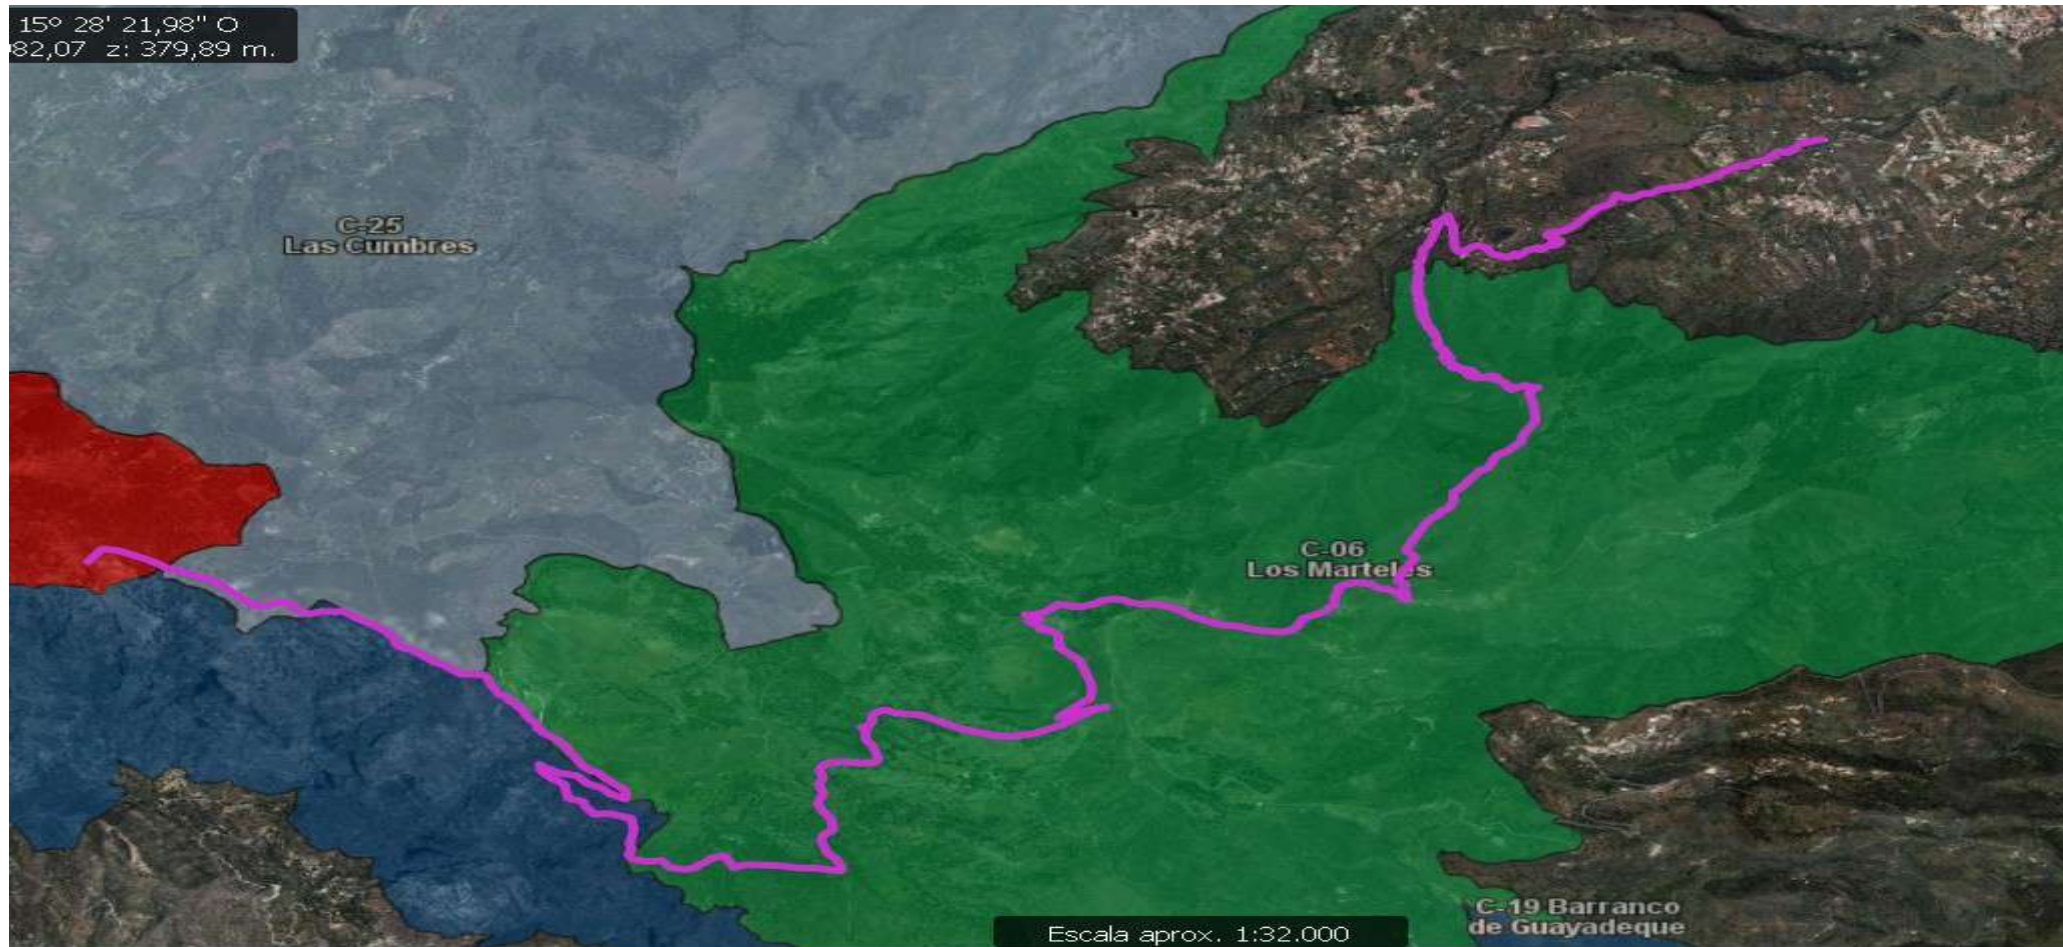 15º 28' 21,98'' O
82,07 z: 379,89 m.
C-25
Las Cumbres
C-06
Los Marteles
C-19 Barranco
de Guayadeque
Escala aprox. 1:32.000